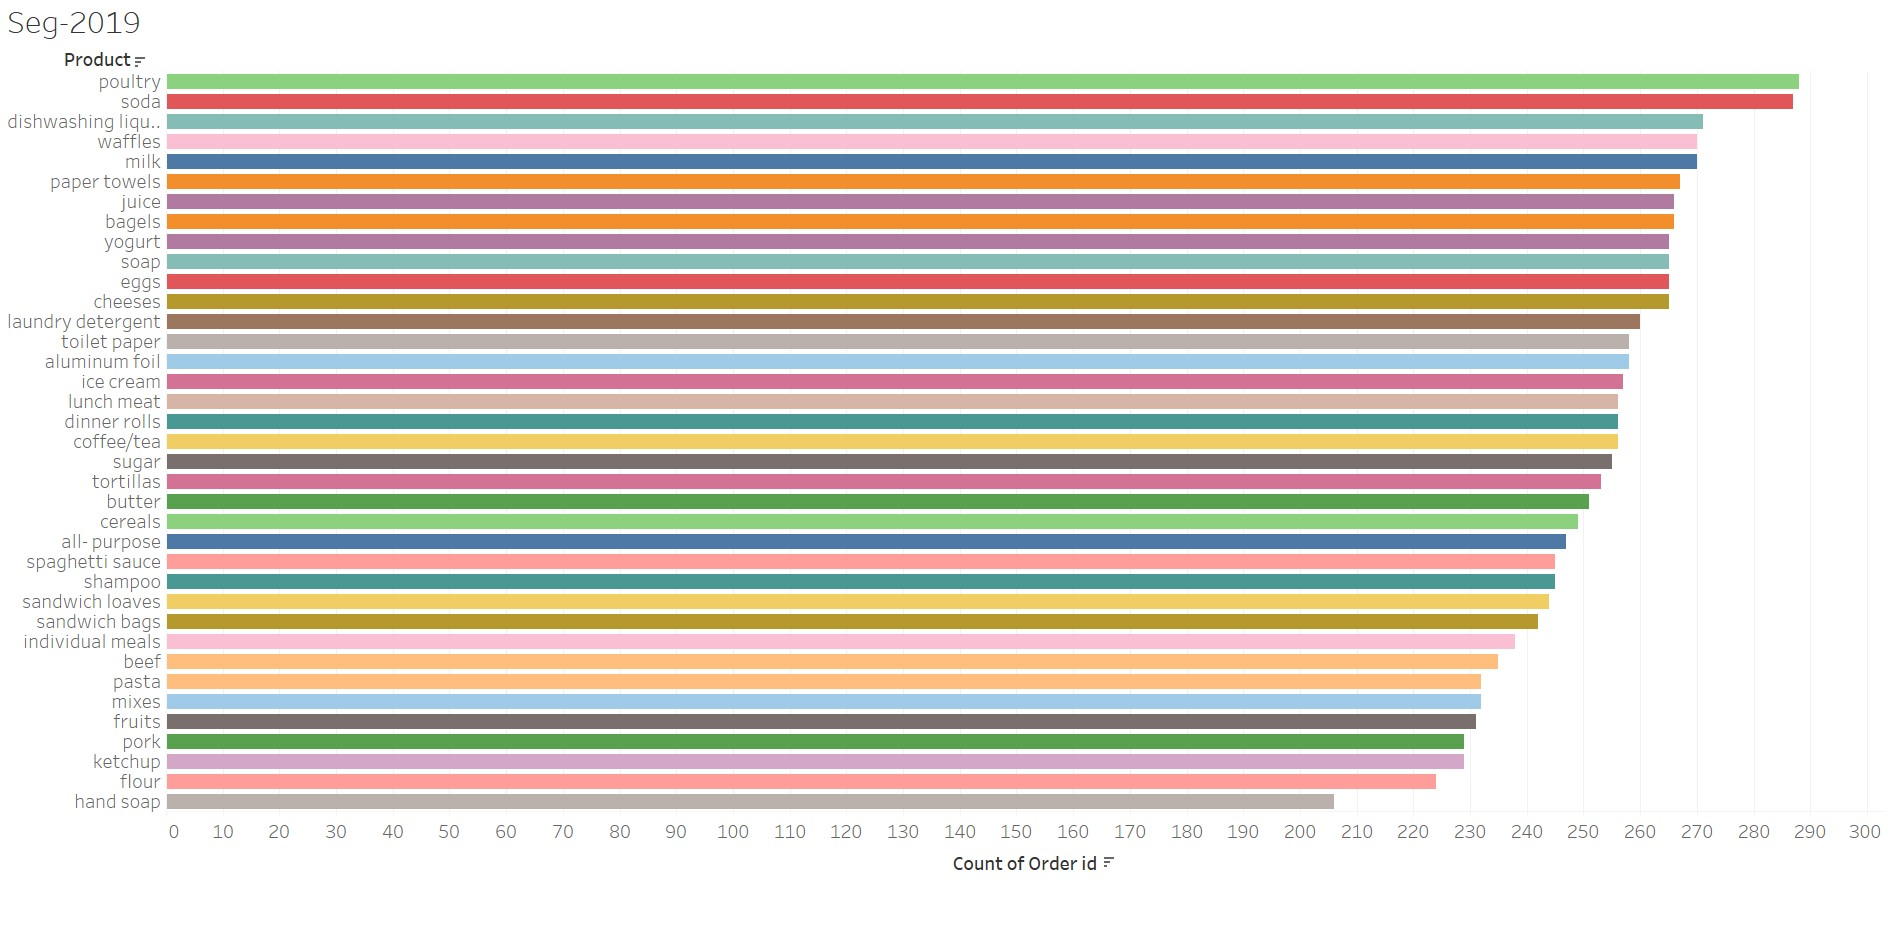 Seg-2019
Product
poultry
soda
dishwashing liqu..
waffles
milk
paper towels
juice
bagels
yogurt
soap
eggs
cheeses
laundry detergent
toilet paper
aluminum foil
ice cream
lunch meat
dinner rolls
coffee/tea
sugar
tortillas
butter
cereals
all- purpose
spaghetti sauce
shampoo
sandwich loaves
sandwich bags
individual meals
beef
pasta
mixes
fruits
pork
ketchup
flour
hand soap
0 10 20 30 40 50 60 70 80 90 100 110 120 130 140 150 160 170 180 190 200 210 220 230 240 250 260 270 280 290 300
Count of Order id